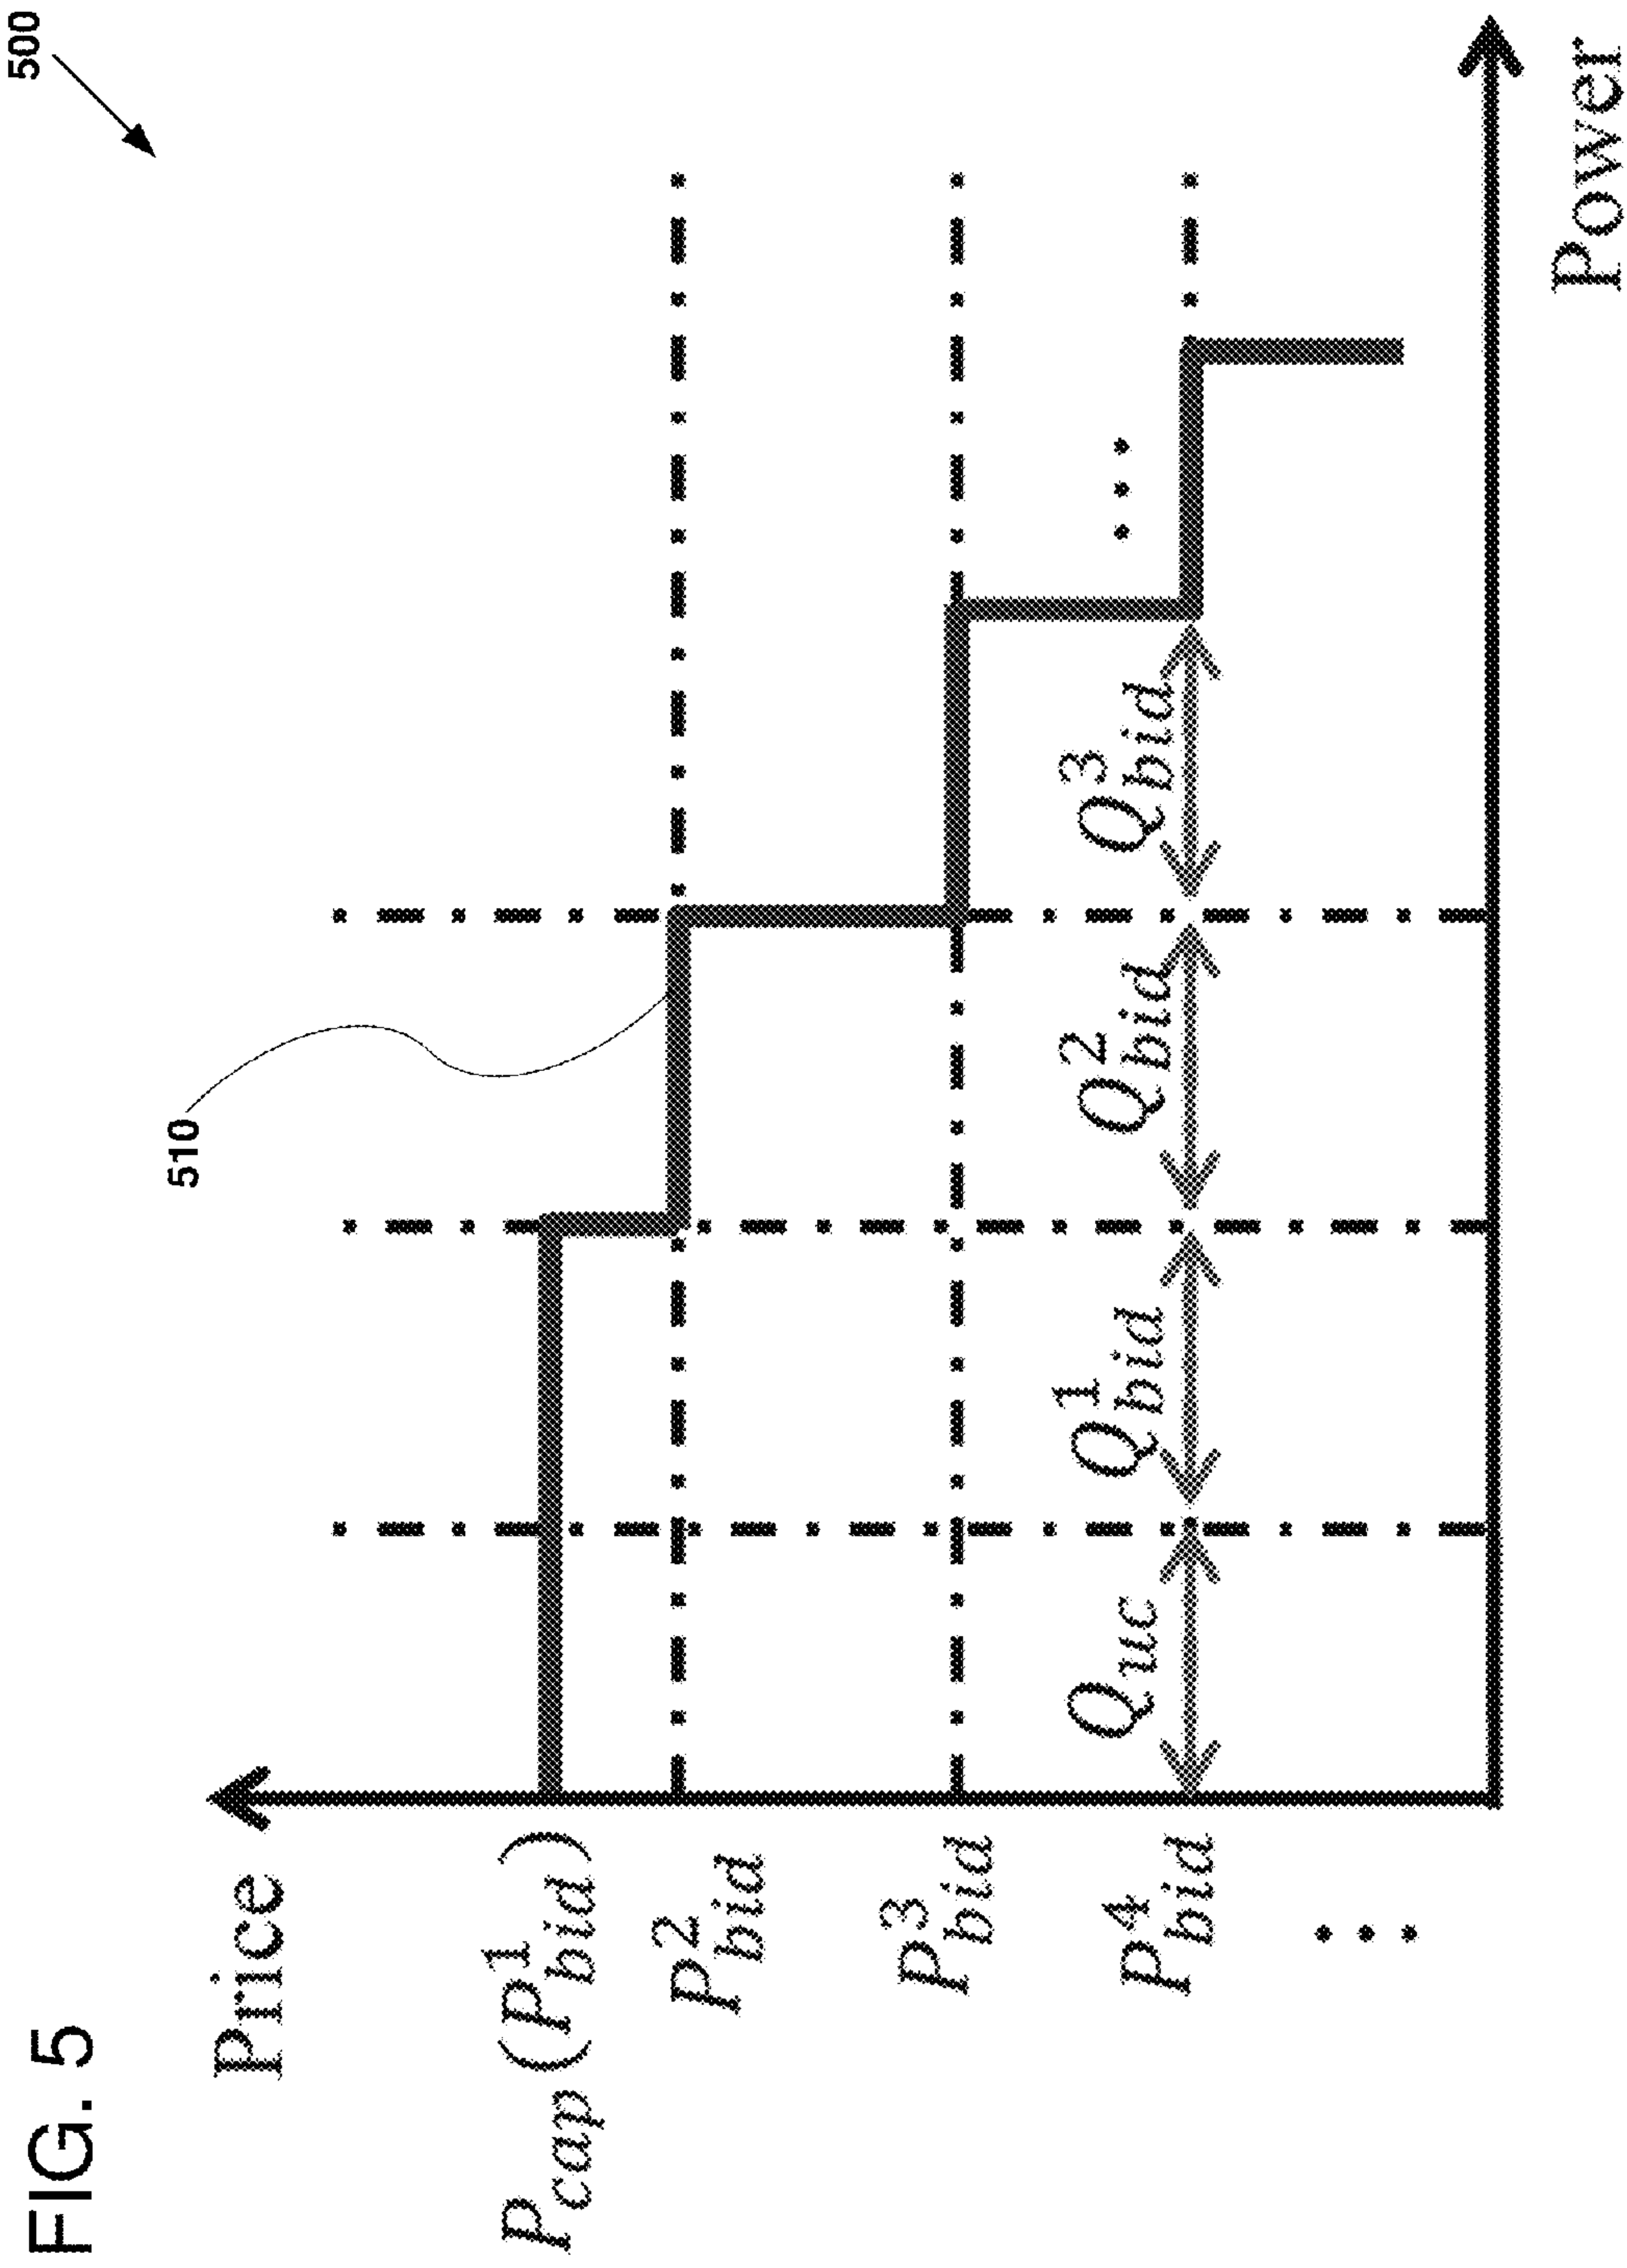 FIG. 5
500
Price
510
P_cap (P^1_bid)
P^2_bid
P^3_bid
P^4_bid
⋮
Q_uc
Q^1_bid
Q^2_bid
Q^3_bid
...
Power